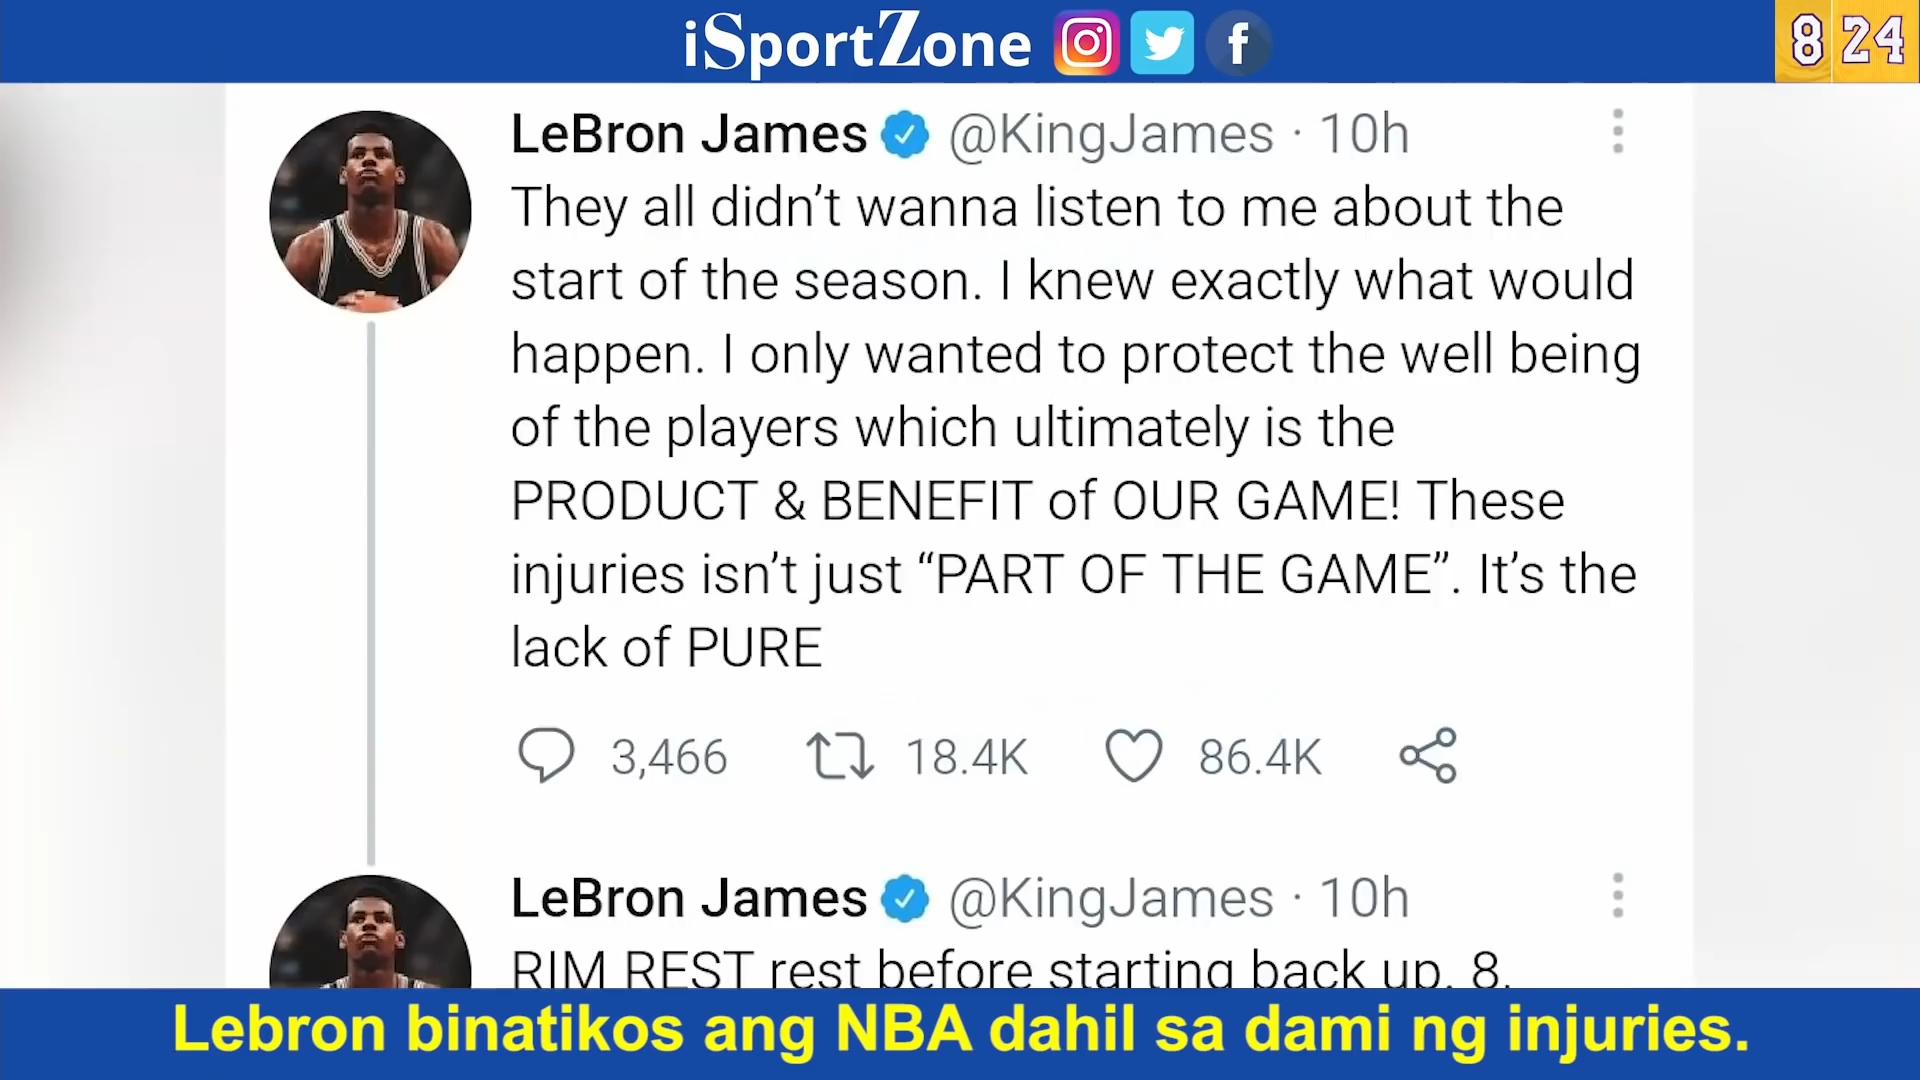 iSportZone
8 24
LeBron James @KingJames · 10h
They all didn’t wanna listen to me about the
start of the season. I knew exactly what would
happen. I only wanted to protect the well being
of the players which ultimately is the
PRODUCT & BENEFIT of OUR GAME! These
injuries isn’t just “PART OF THE GAME”. It’s the
lack of PURE
3,466 18.4K 86.4K
LeBron James @KingJames · 10h
RIM REST rest before starting back up. 8,
Lebron binatikos ang NBA dahil sa dami ng injuries.